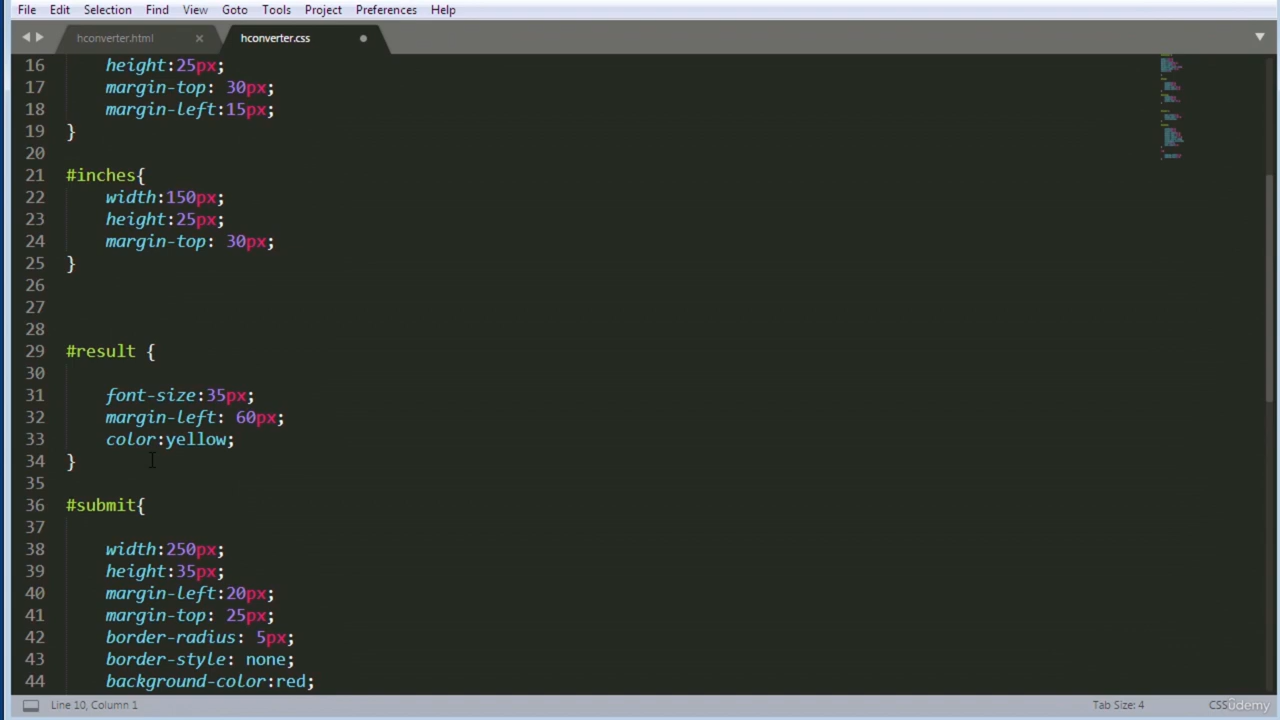 File Edit Selection Find View Goto Tools Project Preferences Help
hconverter.html × hconverter.css
16 height:25px;
17 margin-top: 30px;
18 margin-left:15px;
19 }
20
21 #inches{
22 width:150px;
23 height:25px;
24 margin-top: 30px;
25 }
26
27
28
29 #result {
30
31 font-size:35px;
32 margin-left: 60px;
33 color:yellow;
34 }
35
36 #submit{
37
38 width:250px;
39 height:35px;
40 margin-left:20px;
41 margin-top: 25px;
42 border-radius: 5px;
43 border-style: none;
44 background-color:red;
Line 10, Column 1 Tab Size: 4 CSS ûdemy